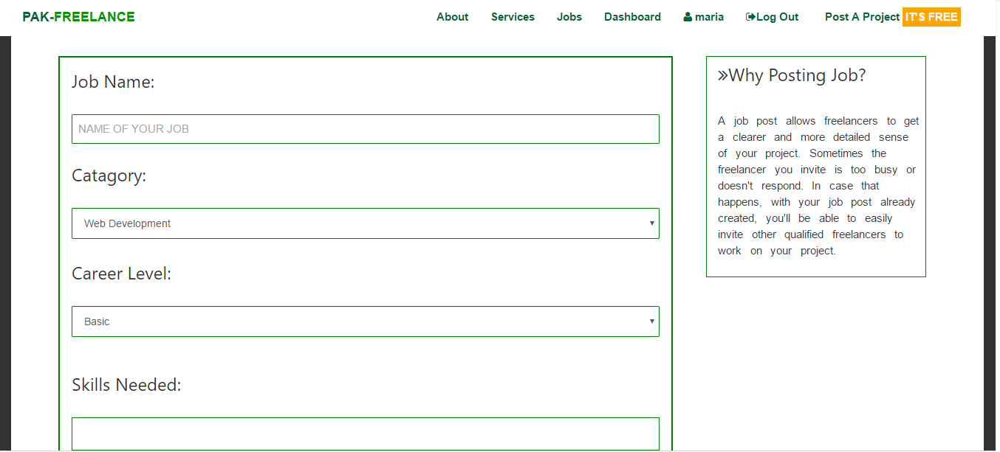 PAK-FREELANCE About Services Jobs Dashboard maria Log Out Post A Project IT'S FREE
Job Name:
NAME OF YOUR JOB
Catagory:
Web Development
Career Level:
Basic
Skills Needed:
»Why Posting Job?
A job post allows freelancers to get
a clearer and more detailed sense
of your project. Sometimes the
freelancer you invite is too busy or
doesn't respond. In case that
happens, with your job post already
created, you'll be able to easily
invite other qualified freelancers to
work on your project.